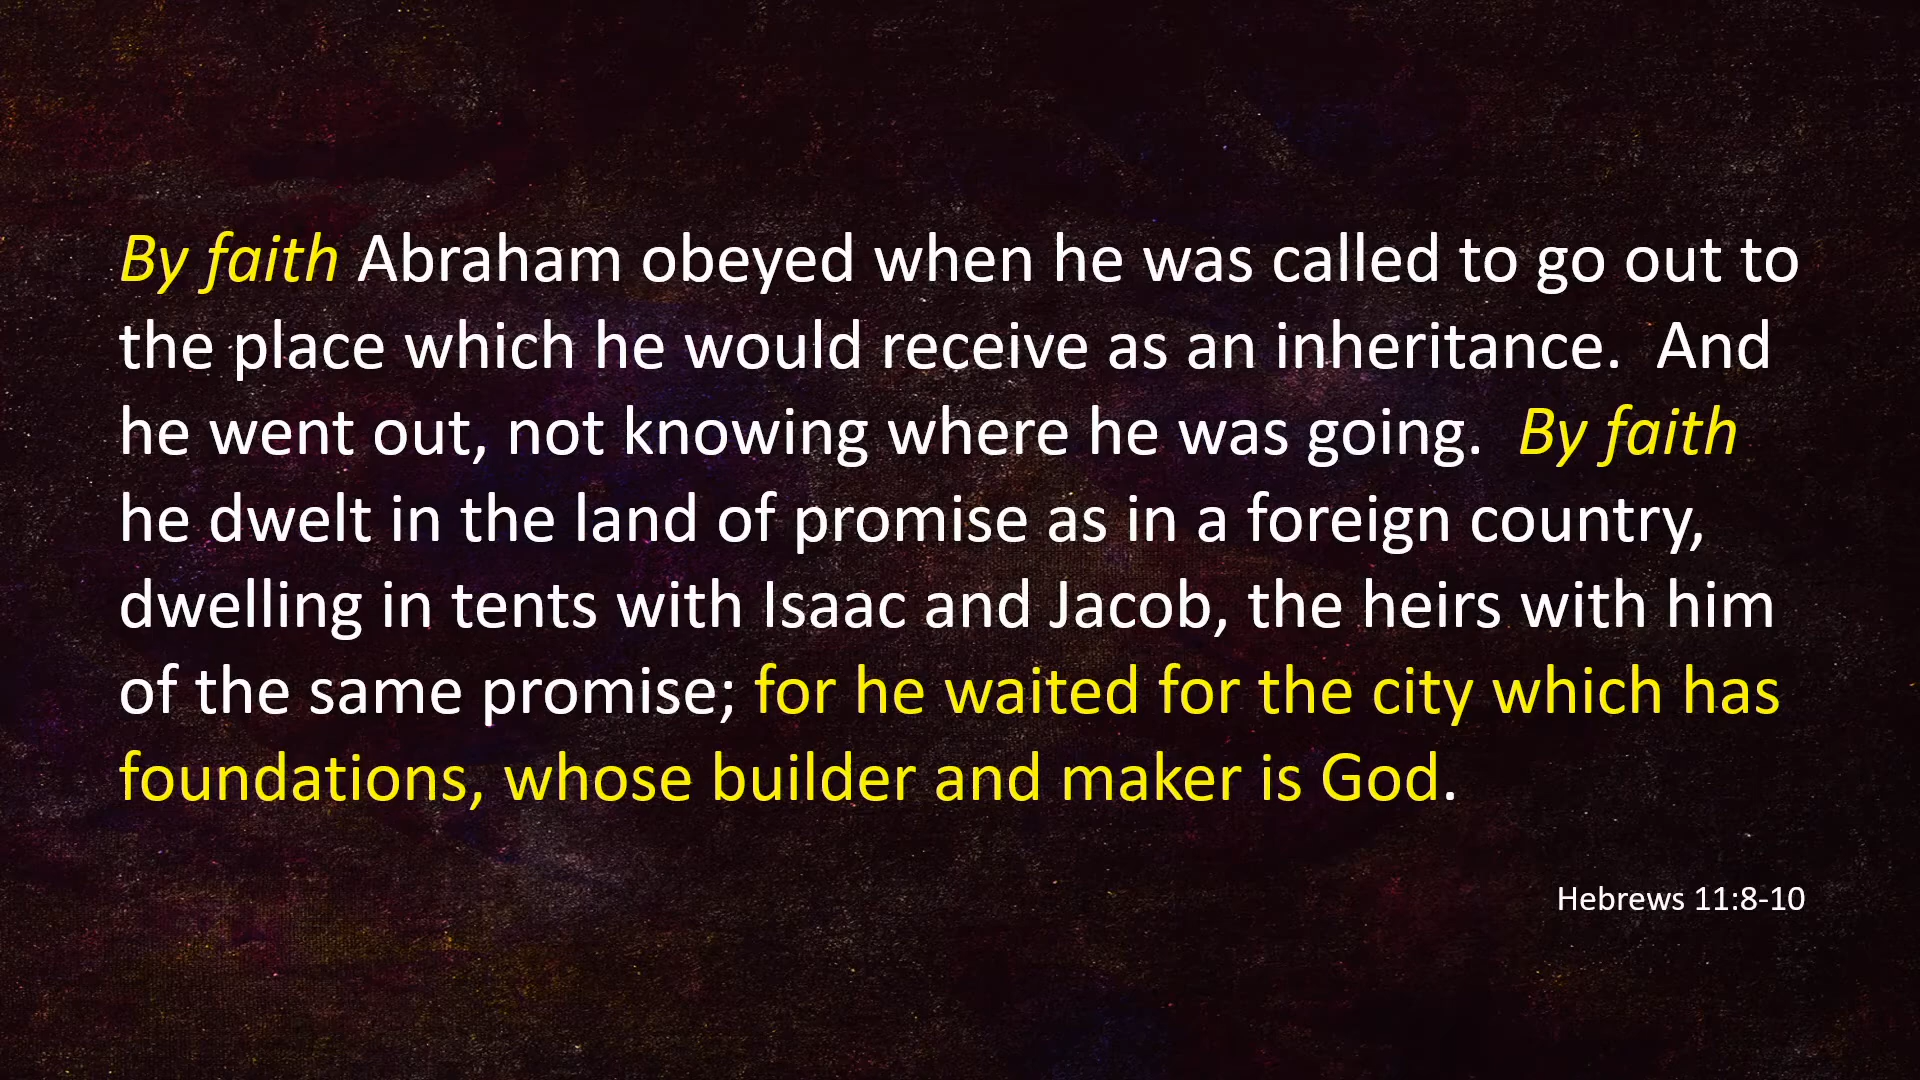 By faith Abraham obeyed when he was called to go out to
the place which he would receive as an inheritance.  And
he went out, not knowing where he was going.  By faith
he dwelt in the land of promise as in a foreign country,
dwelling in tents with Isaac and Jacob, the heirs with him
of the same promise; for he waited for the city which has
foundations, whose builder and maker is God.
Hebrews 11:8-10